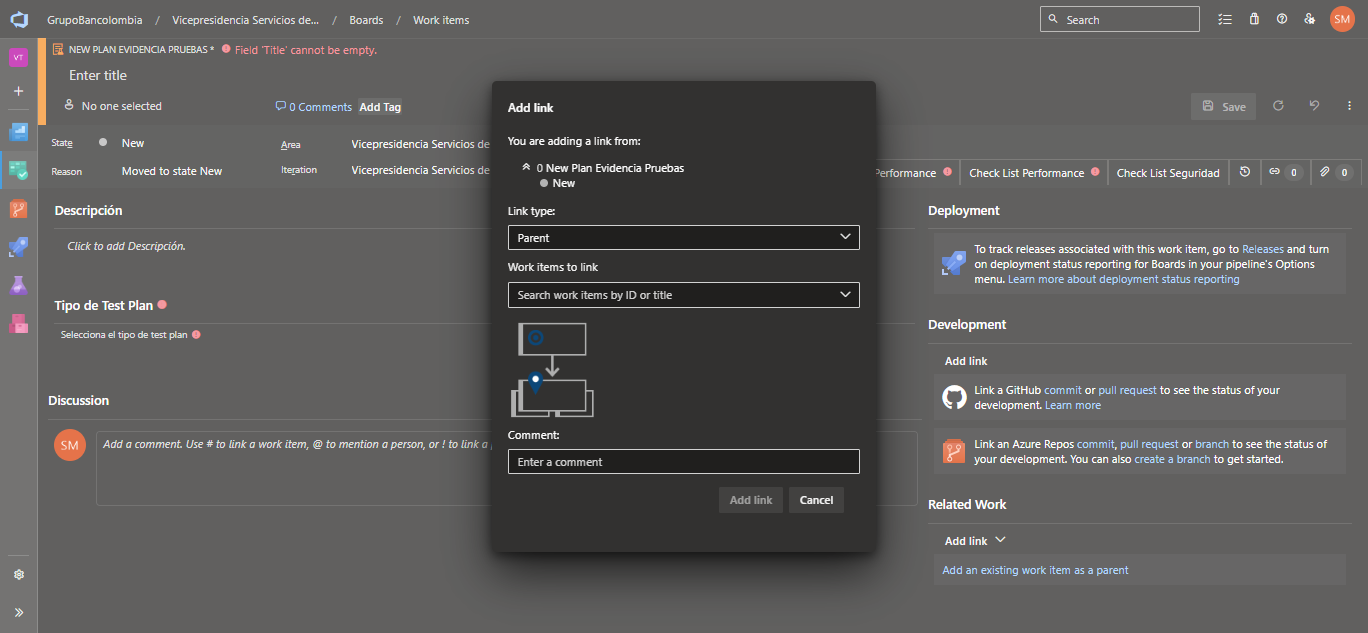 GrupoBancolombia / Vicepresidencia Servicios de... / Boards / Work items
Search
SM
VT
NEW PLAN EVIDENCIA PRUEBAS * Field 'Title' cannot be empty.
Enter title
No one selected
0 Comments
Add Tag
Save
State
New
Area
Vicepresidencia Servicios de
Reason
Moved to state New
Iteration
Vicepresidencia Servicios de
Performance
Check List Performance
Check List Seguridad
0
0
Add link
You are adding a link from:
0 New Plan Evidencia Pruebas
New
Link type:
Parent
Work items to link
Search work items by ID or title
Comment:
Enter a comment
Add link
Cancel
Descripción
Click to add Descripción.
Tipo de Test Plan
Selecciona el tipo de test plan
Discussion
SM
Add a comment. Use # to link a work item, @ to mention a person, or ! to link a
Deployment
To track releases associated with this work item, go to Releases and turn
on deployment status reporting for Boards in your pipeline's Options
menu. Learn more about deployment status reporting
Development
Add link
Link a GitHub commit or pull request to see the status of your
development. Learn more
Link an Azure Repos commit, pull request or branch to see the status of
your development. You can also create a branch to get started.
Related Work
Add link
Add an existing work item as a parent